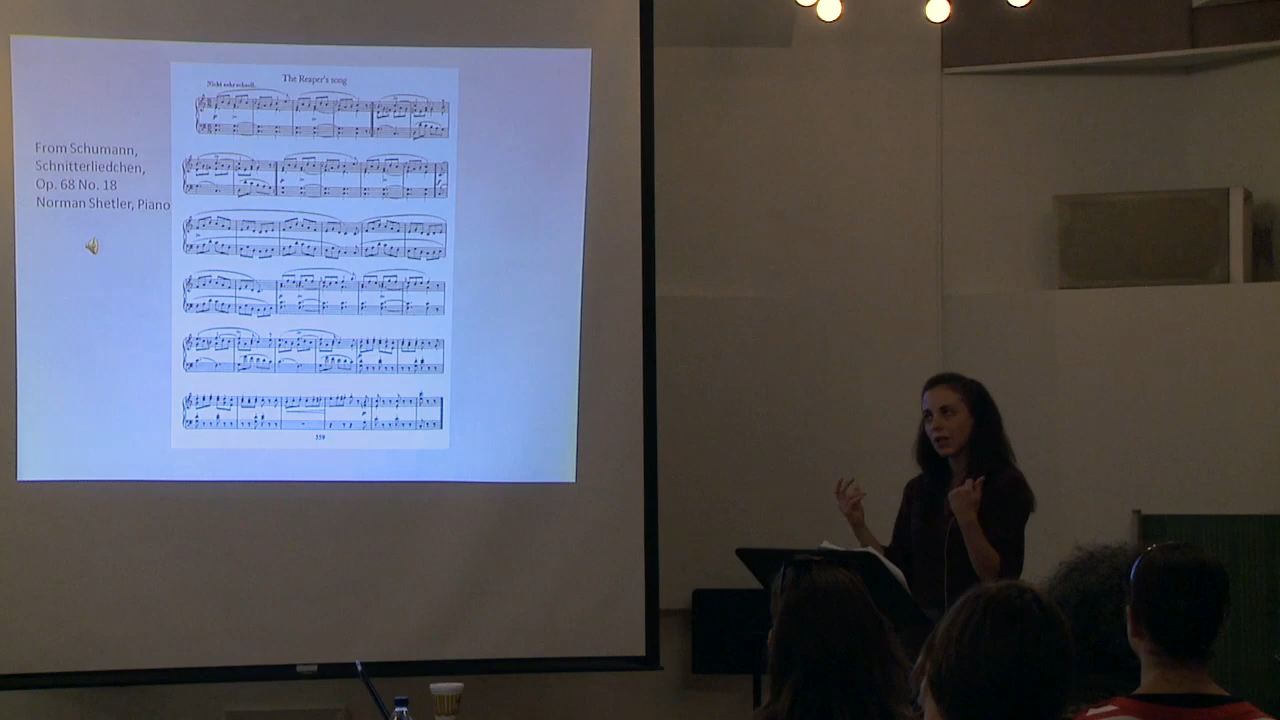 The Reaper's song
Nicht sehr schnell.
From Schumann,
Schnitterliedchen,
Op. 68 No. 18
Norman Shetler, Piano